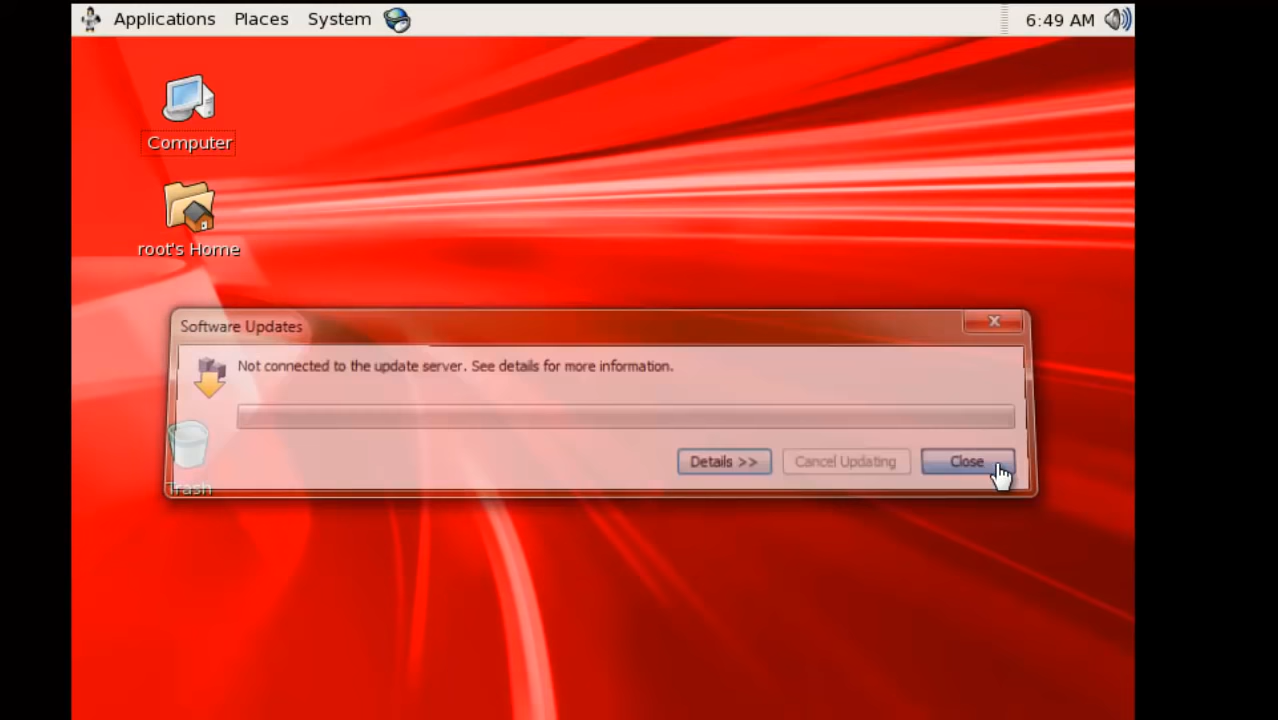 Applications Places System 6:49 AM
Computer
root's Home
Software Updates
Not connected to the update server. See details for more information.
Details >> Cancel Updating Close
Trash